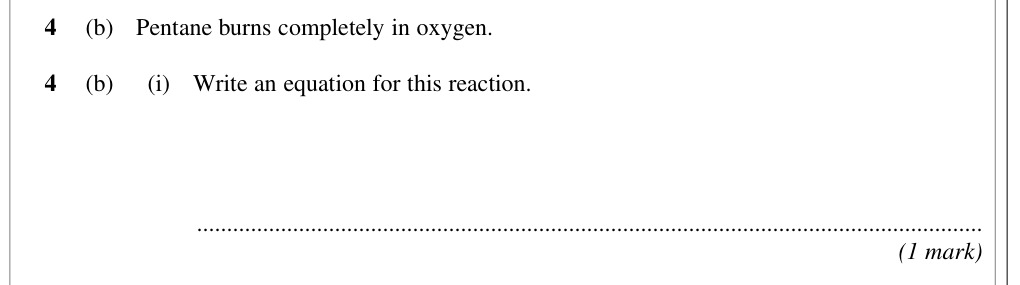 4 (b) Pentane burns completely in oxygen.
4 (b) (i) Write an equation for this reaction.
....................................................................................................................................
(1 mark)